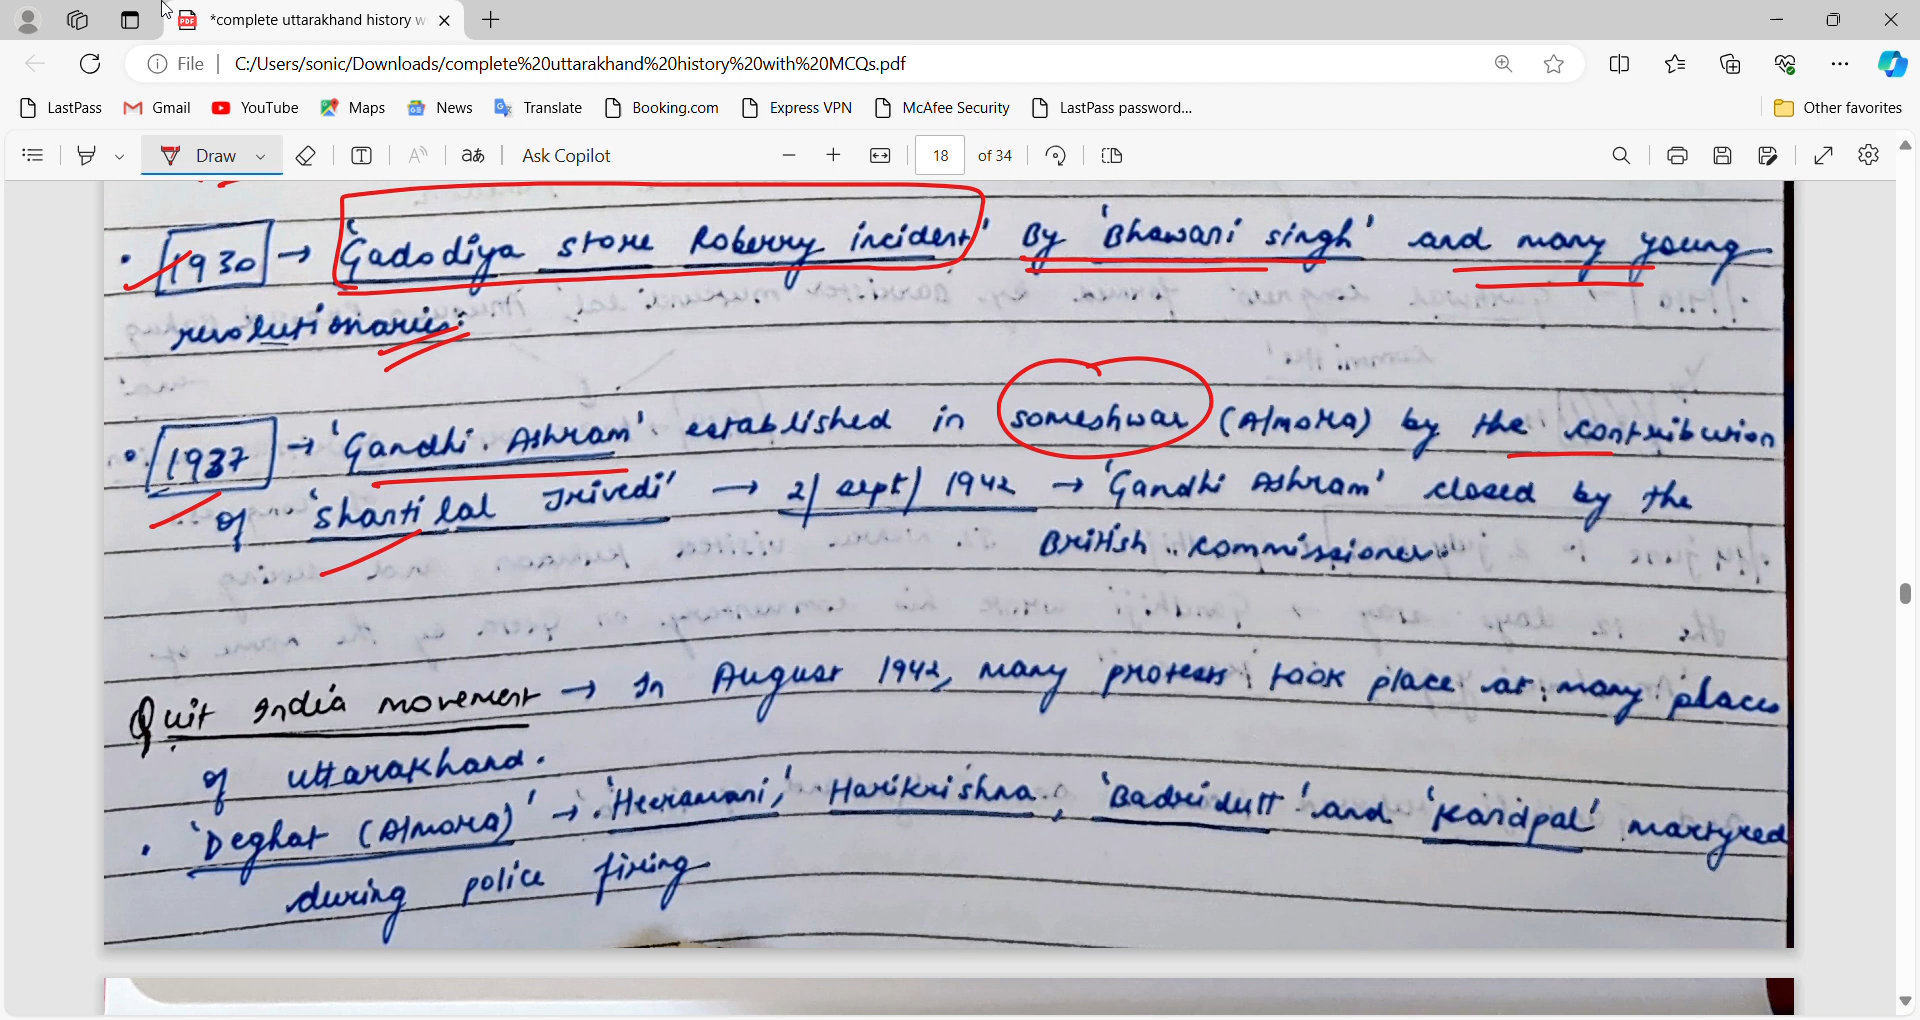 *complete uttarakhand history w
File
C:/Users/sonic/Downloads/complete%20uttarakhand%20history%20with%20MCQs.pdf
LastPass Gmail YouTube Maps News Translate Booking.com Express VPN McAfee Security LastPass password... Other favorites
Draw Ask Copilot 18 of 34
• 1930 → 'Gadodiya store Roberry incident' By 'Bhawani singh' and many young
revolutionaries:
• 1937 → 'Gandhi Ashram' established in someshwar (Almora) by the contribution
of 'shanti lal Trivedi' → 2/sept/1942 → 'Gandhi Ashram' closed by the
British commissioner.
Quit India movement → In August 1942, many protests took place at many places
of uttarakhand.
• 'Deghat (Almora)' → 'Heeramani', Harikrishna, 'Badridutt' and 'Kandpal' martyred
during police firing